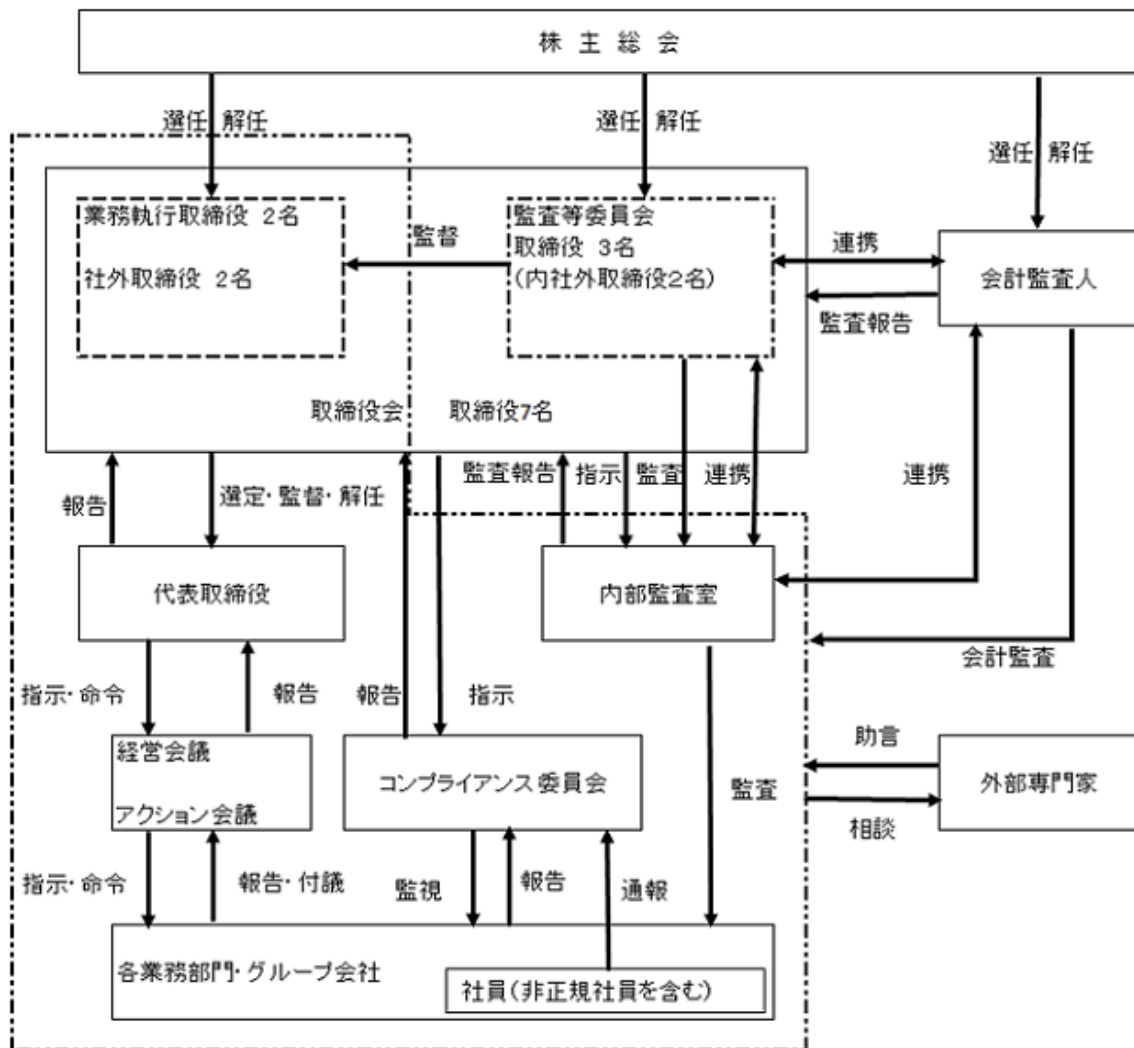 株主総会
選任 解任
選任 解任
選任 解任
業務執行取締役 2名
社外取締役 2名
監督
監査等委員会
取締役 3名
(内社外取締役2名)
連携
会計監査人
監査報告
取締役会 取締役7名
報告
選定・監督・解任
監査報告
指示
監査
連携
連携
代表取締役
内部監査室
会計監査
指示・命令
報告
報告
指示
経営会議
アクション会議
コンプライアンス委員会
監査
助言
外部専門家
相談
指示・命令
報告・付議
監視
報告
通報
各業務部門・グループ会社
社員(非正規社員を含む)